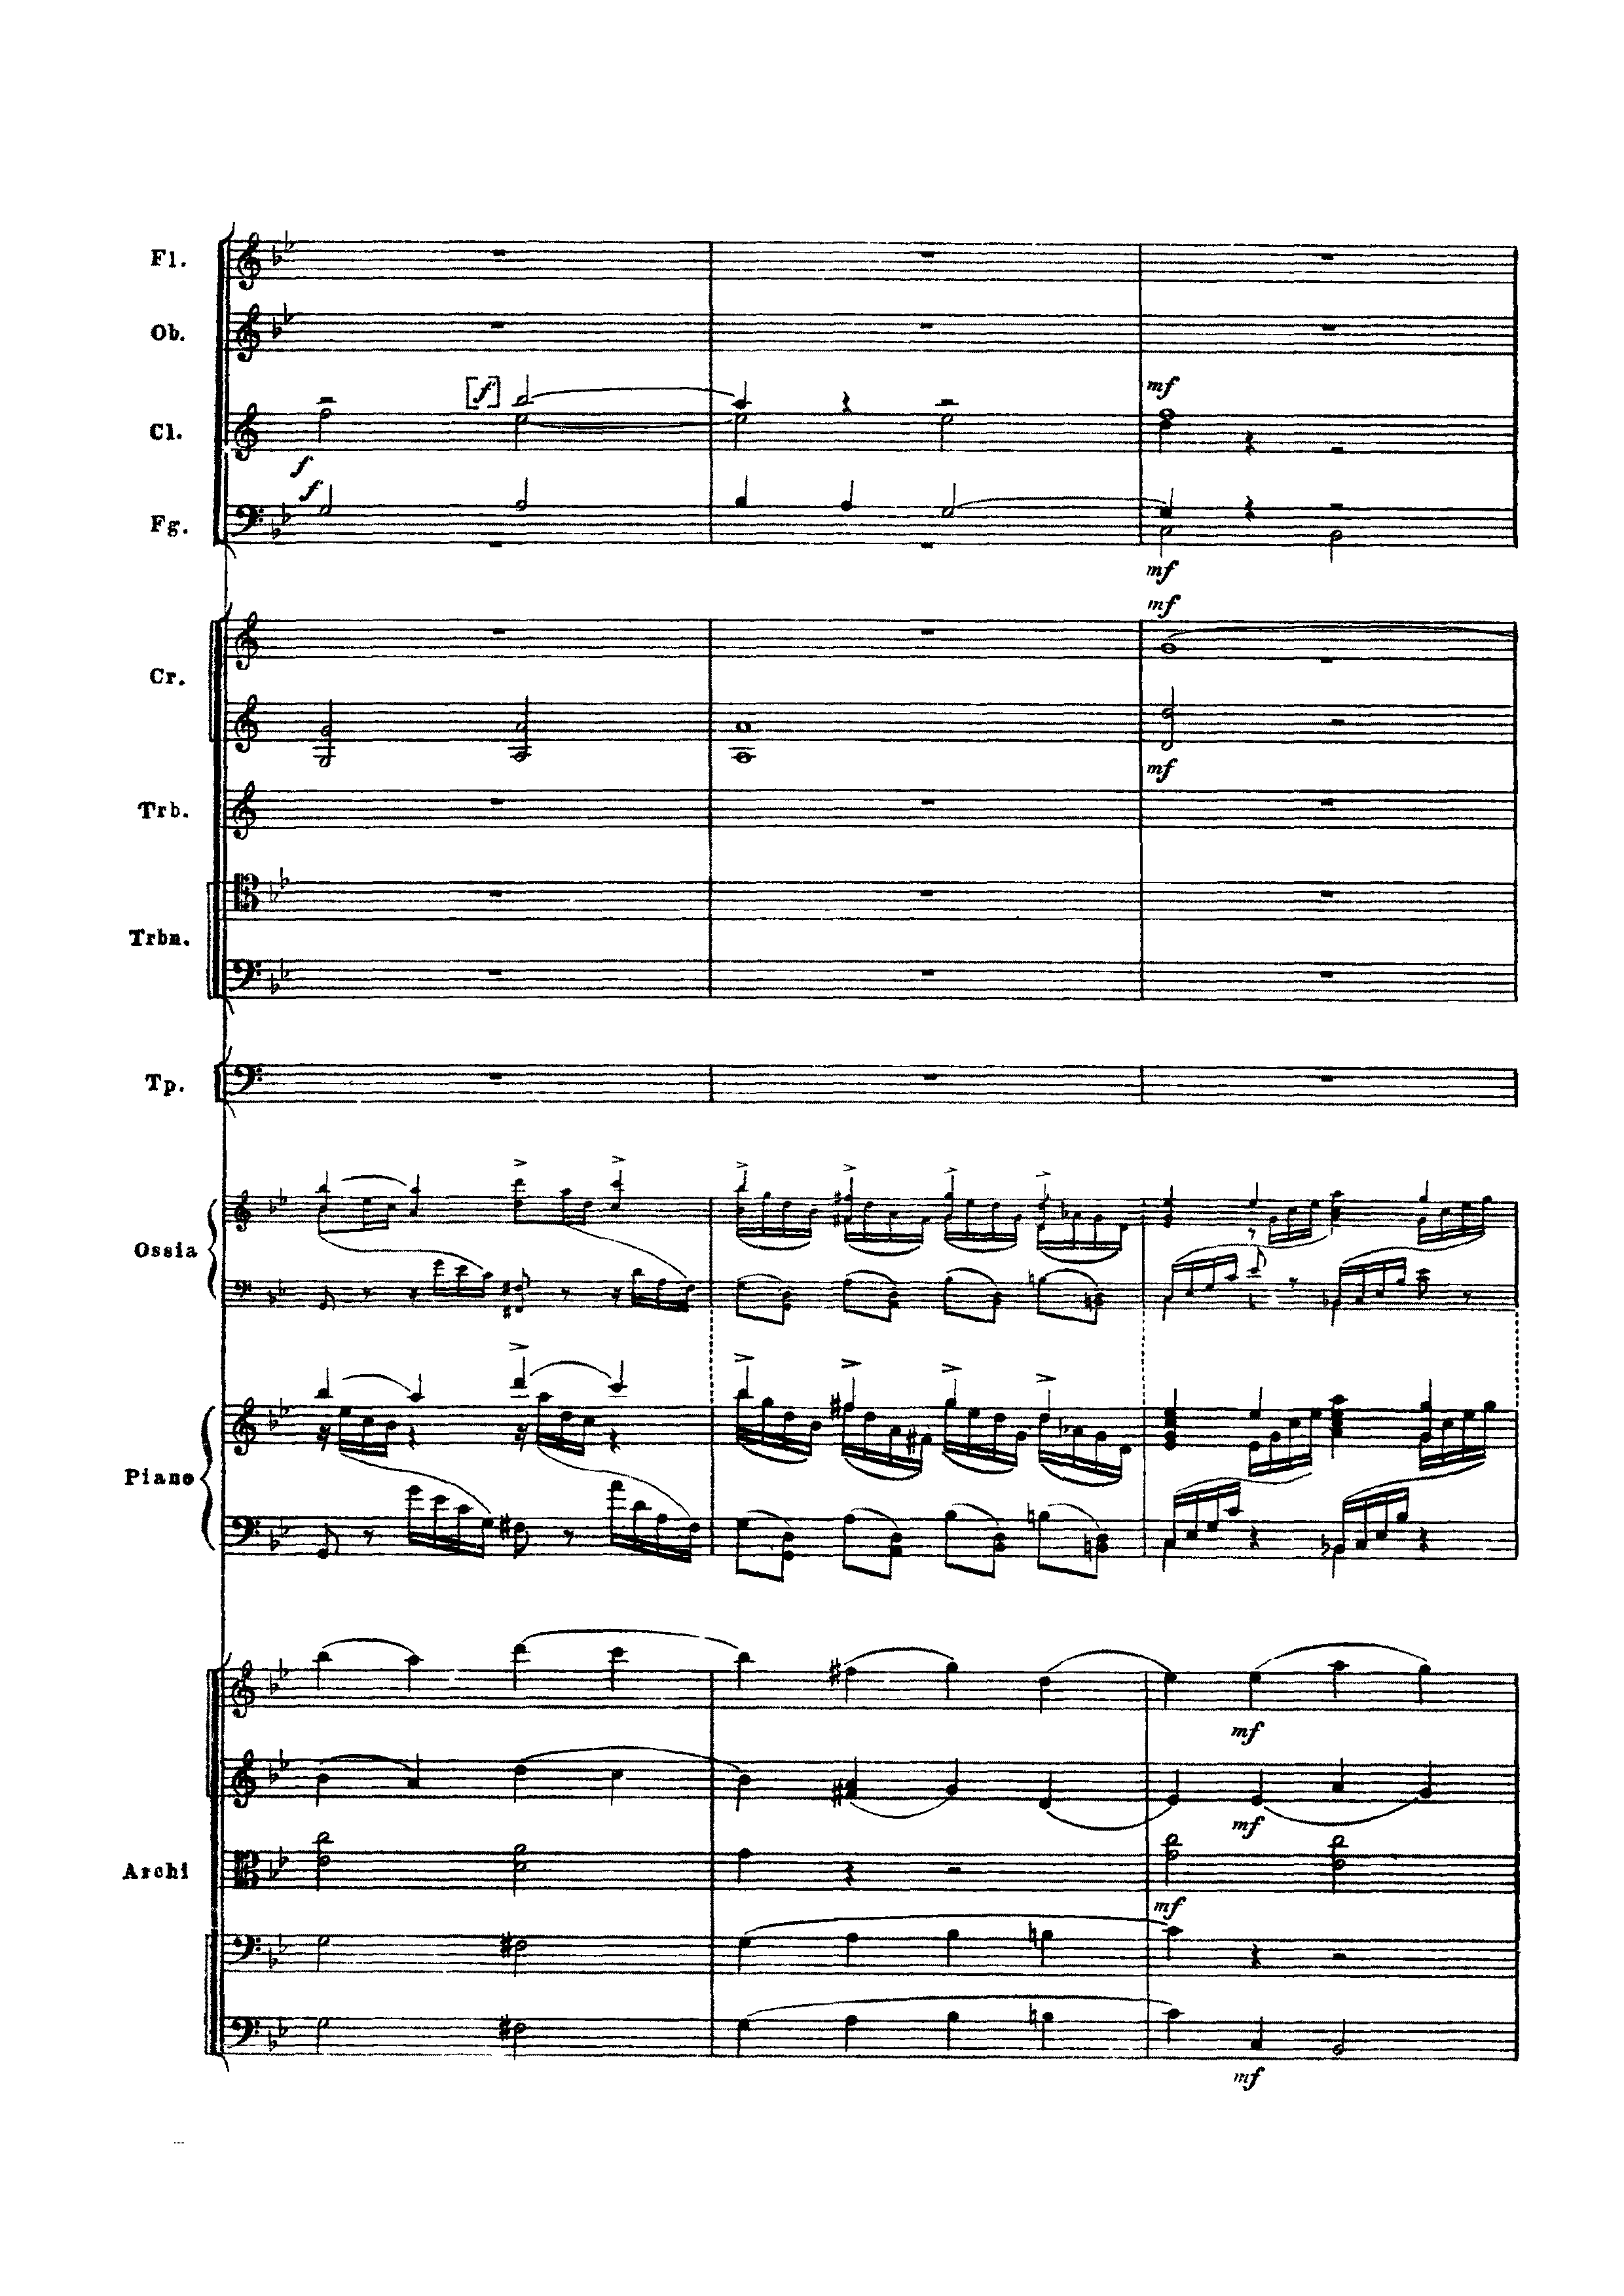 Fl.
Ob.
[f]
mf
Cl.
f
f
Fg.
mf
mf
Cr.
mf
Trb.
Trbn.
Tp.
Ossia
Piano
mf
mf
Archi
mf
mf